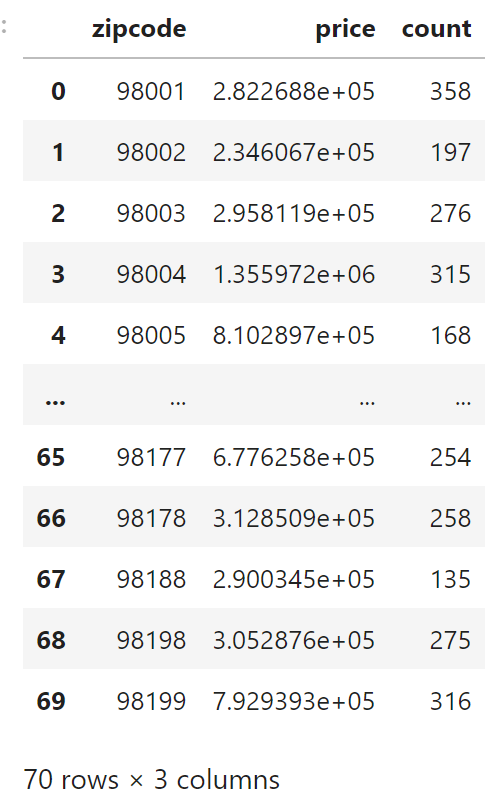 zipcode price count
0 98001 2.822688e+05 358
1 98002 2.346067e+05 197
2 98003 2.958119e+05 276
3 98004 1.355972e+06 315
4 98005 8.102897e+05 168
... ... ... ...
65 98177 6.776258e+05 254
66 98178 3.128509e+05 258
67 98188 2.900345e+05 135
68 98198 3.052876e+05 275
69 98199 7.929393e+05 316
70 rows × 3 columns